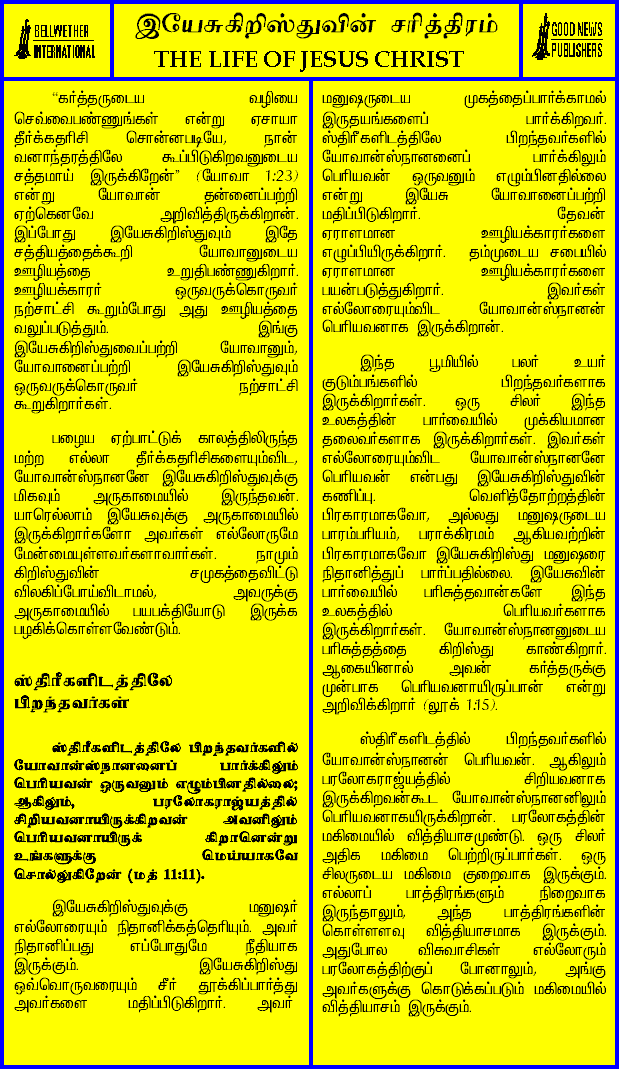 BELLWETHER
INTERNATIONAL
இயேசுகிறிஸ்துவின் சரித்திரம்
THE LIFE OF JESUS CHRIST
GOOD NEWS
PUBLISHERS
“கர்த்தருடைய வழியை
செவ்வைபண்ணுங்கள் என்று ஏசாயா
தீர்க்கதரிசி சொன்னபடியே, நான்
வனாந்தரத்திலே கூப்பிடுகிறவனுடைய
சத்தமாய் இருக்கிறேன்” (யோவா 1:23)
என்று யோவான் தன்னைப்பற்றி
ஏற்கெனவே அறிவித்திருக்கிறான்.
இப்போது இயேசுகிறிஸ்துவும் இதே
சத்தியத்தைக்கூறி யோவானுடைய
ஊழியத்தை உறுதிபண்ணுகிறார்.
ஊழியக்காரர் ஒருவருக்கொருவர்
நற்சாட்சி கூறும்போது அது ஊழியத்தை
வலுப்படுத்தும். இங்கு
இயேசுகிறிஸ்துவைப்பற்றி யோவானும்,
யோவானைப்பற்றி இயேசுகிறிஸ்துவும்
ஒருவருக்கொருவர் நற்சாட்சி
கூறுகிறார்கள்.
பழைய ஏற்பாட்டுக் காலத்திலிருந்த
மற்ற எல்லா தீர்க்கதரிசிகளையும்விட,
யோவான்ஸ்நானனே இயேசுகிறிஸ்துவுக்கு
மிகவும் அருகாமையில் இருந்தவன்.
யாரெல்லாம் இயேசுவுக்கு அருகாமையில்
இருக்கிறார்களோ அவர்கள் எல்லோருமே
மேன்மையுள்ளவர்களாவார்கள். நாமும்
கிறிஸ்துவின் சமுகத்தைவிட்டு
விலகிப்போய்விடாமல், அவருக்கு
அருகாமையில் பயபக்தியோடு இருக்க
பழகிக்கொள்ளவேண்டும்.
ஸ்திரீகளிடத்திலே
பிறந்தவர்கள்
ஸ்திரீகளிடத்திலே பிறந்தவர்களில்
யோவான்ஸ்நானனைப் பார்க்கிலும்
பெரியவன் ஒருவனும் எழும்பினதில்லை;
ஆகிலும், பரலோகராஜ்யத்தில்
சிறியவனாயிருக்கிறவன் அவனிலும்
பெரியவனாயிருக் கிறானென்று
உங்களுக்கு மெய்யாகவே
சொல்லுகிறேன் (மத் 11:11).
இயேசுகிறிஸ்துவுக்கு மனுஷர்
எல்லோரையும் நிதானிக்கத்தெரியும். அவர்
நிதானிப்பது எப்போதுமே நீதியாக
இருக்கும். இயேசுகிறிஸ்து
ஒவ்வொருவரையும் சீர் தூக்கிப்பார்த்து
அவர்களை மதிப்பிடுகிறார். அவர்
மனுஷருடைய முகத்தைப்பார்க்காமல்
இருதயங்களைப் பார்க்கிறவர்.
ஸ்திரீகளிடத்திலே பிறந்தவர்களில்
யோவான்ஸ்நானனைப் பார்க்கிலும்
பெரியவன் ஒருவனும் எழும்பினதில்லை
என்று இயேசு யோவானைப்பற்றி
மதிப்பிடுகிறார். தேவன்
ஏராளமான ஊழியக்காரர்களை
எழுப்பியிருக்கிறார். தம்முடைய சபையில்
ஏராளமான ஊழியக்காரர்களை
பயன்படுத்துகிறார். இவர்கள்
எல்லோரையும்விட யோவான்ஸ்நானன்
பெரியவனாக இருக்கிறான்.
இந்த பூமியில் பலர் உயர்
குடும்பங்களில் பிறந்தவர்களாக
இருக்கிறார்கள். ஒரு சிலர் இந்த
உலகத்தின் பார்வையில் முக்கியமான
தலைவர்களாக இருக்கிறார்கள். இவர்கள்
எல்லோரையும்விட யோவான்ஸ்நானனே
பெரியவன் என்பது இயேசுகிறிஸ்துவின்
கணிப்பு. வெளித்தோற்றத்தின்
பிரகாரமாகவோ, அல்லது மனுஷருடைய
பாரம்பரியம், பராக்கிரமம் ஆகியவற்றின்
பிரகாரமாகவோ இயேசுகிறிஸ்து மனுஷரை
நிதானித்துப் பார்ப்பதில்லை. இயேசுவின்
பார்வையில் பரிசுத்தவான்களே இந்த
உலகத்தில் பெரியவர்களாக
இருக்கிறார்கள். யோவான்ஸ்நானனுடைய
பரிசுத்தத்தை கிறிஸ்து காண்கிறார்.
ஆகையினால் அவன் கர்த்தருக்கு
முன்பாக பெரியவனாயிருப்பான் என்று
அறிவிக்கிறார் (லூக் 1:15).
ஸ்திரீகளிடத்தில் பிறந்தவர்களில்
யோவான்ஸ்நானன் பெரியவன். ஆகிலும்
பரலோகராஜ்யத்தில் சிறியவனாக
இருக்கிறவன்கூட யோவான்ஸ்நானனிலும்
பெரியவனாகயிருக்கிறான். பரலோகத்தின்
மகிமையில் வித்தியாசமுண்டு. ஒரு சிலர்
அதிக மகிமை பெற்றிருப்பார்கள். ஒரு
சிலருடைய மகிமை குறைவாக இருக்கும்.
எல்லாப் பாத்திரங்களும் நிறைவாக
இருந்தாலும், அந்த பாத்திரங்களின்
கொள்ளளவு வித்தியாசமாக இருக்கும்.
அதுபோல விசுவாசிகள் எல்லோரும்
பரலோகத்திற்குப் போனாலும், அங்கு
அவர்களுக்கு கொடுக்கப்படும் மகிமையில்
வித்தியாசம் இருக்கும்.